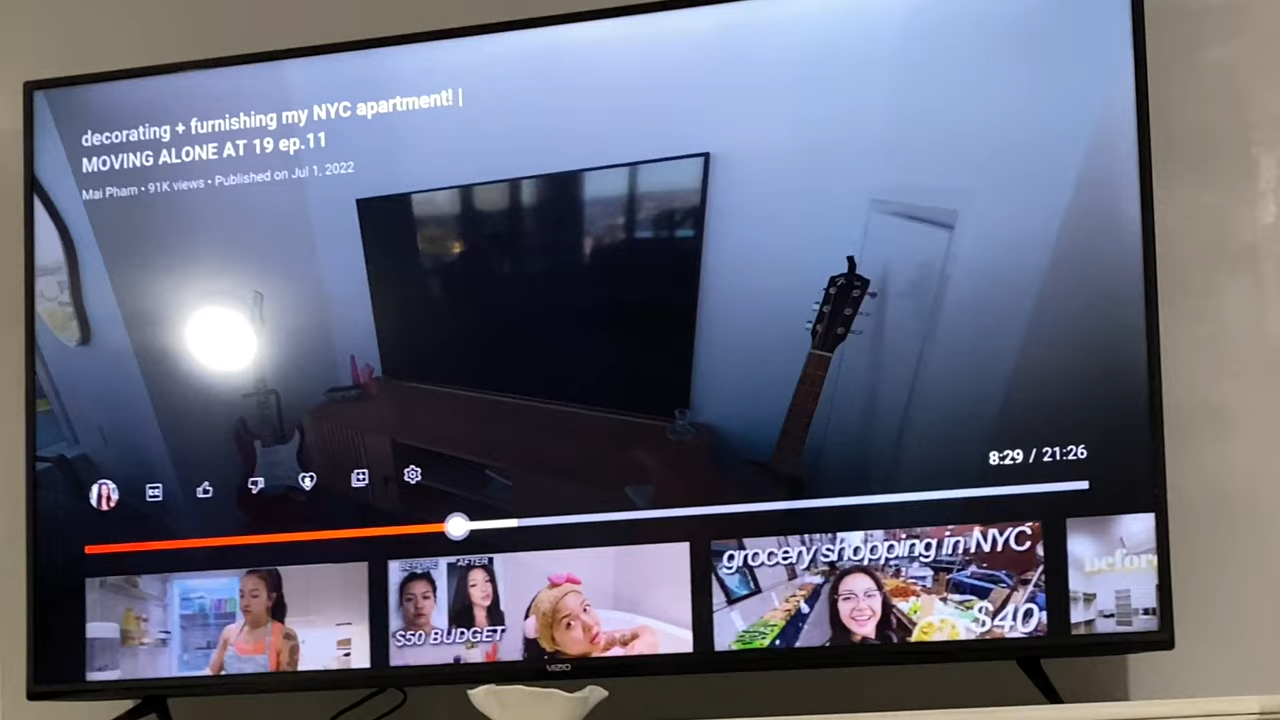 decorating + furnishing my NYC apartment! |
MOVING ALONE AT 19 ep.11
Mai Pham • 91K views • Published on Jul 1, 2022
8:29 / 21:26
CC
BEFORE
AFTER
$50 BUDGET
grocery shopping in NYC
$40
before
VIZIO